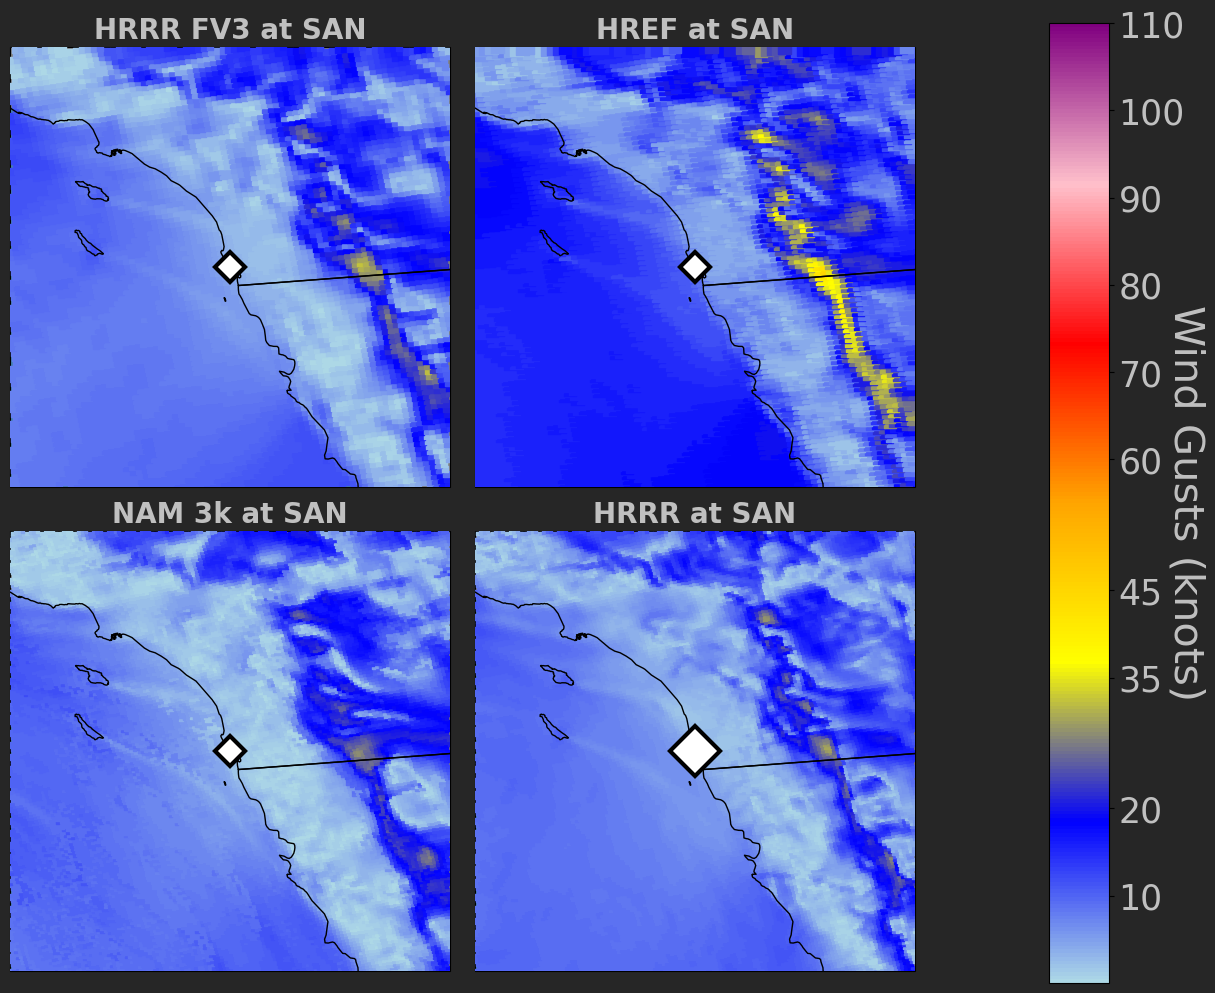 HRRR FV3 at SAN
HREF at SAN
NAM 3k at SAN
HRRR at SAN
110
100
90
80
70
60
45
35
20
10
Wind Gusts (knots)